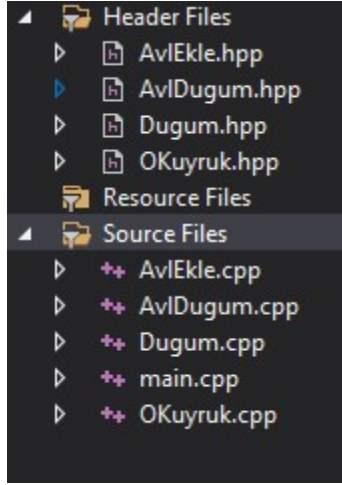 Header Files
AvlEkle.hpp
AvlDugum.hpp
Dugum.hpp
OKuyruk.hpp
Resource Files
Source Files
AvlEkle.cpp
AvlDugum.cpp
Dugum.cpp
main.cpp
OKuyruk.cpp